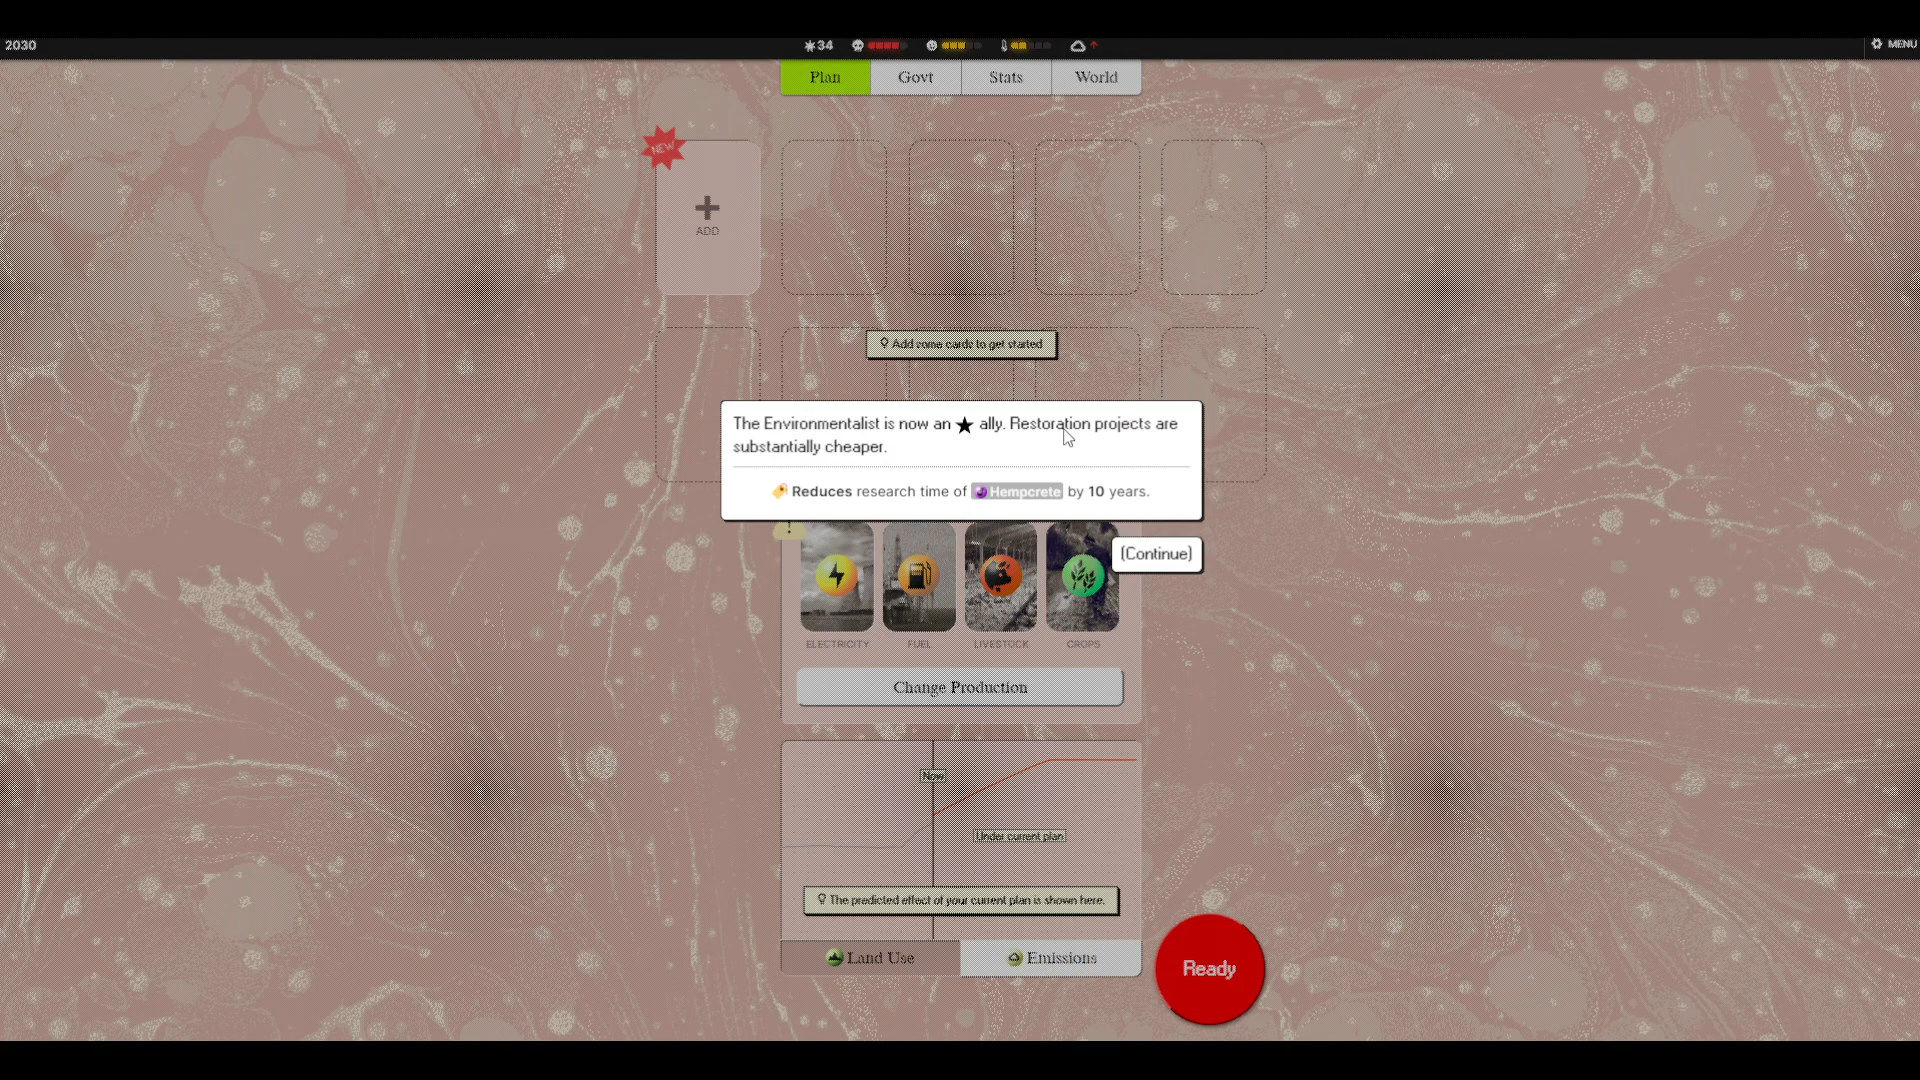 2030
34
MENU
Plan
Govt
Stats
World
NEW
ADD
Add some cards to get started
The Environmentalist is now an ★ ally. Restoration projects are
substantially cheaper.
Reduces research time of Hempcrete by 10 years.
!
(Continue)
ELECTRICITY
FUEL
LIVESTOCK
CROPS
Change Production
Now
Under current plan
The predicted effect of your current plan is shown here.
Land Use
Emissions
Ready